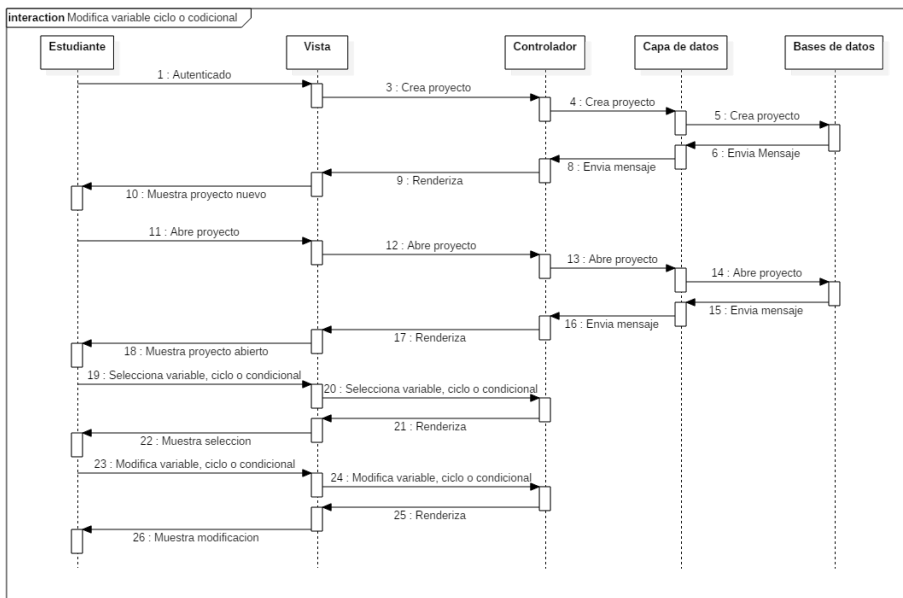 interaction Modifica variable ciclo o codicional
Estudiante
Vista
Controlador
Capa de datos
Bases de datos
1 : Autenticado
3 : Crea proyecto
4 : Crea proyecto
5 : Crea proyecto
6 : Envia Mensaje
8 : Envia mensaje
9 : Renderiza
10 : Muestra proyecto nuevo
11 : Abre proyecto
12 : Abre proyecto
13 : Abre proyecto
14 : Abre proyecto
15 : Envia mensaje
16 : Envia mensaje
17 : Renderiza
18 : Muestra proyecto abierto
19 : Selecciona variable, ciclo o condicional
20 : Selecciona variable, ciclo o condicional
21 : Renderiza
22 : Muestra seleccion
23 : Modifica variable, ciclo o condicional
24 : Modifica variable, ciclo o condicional
25 : Renderiza
26 : Muestra modificacion